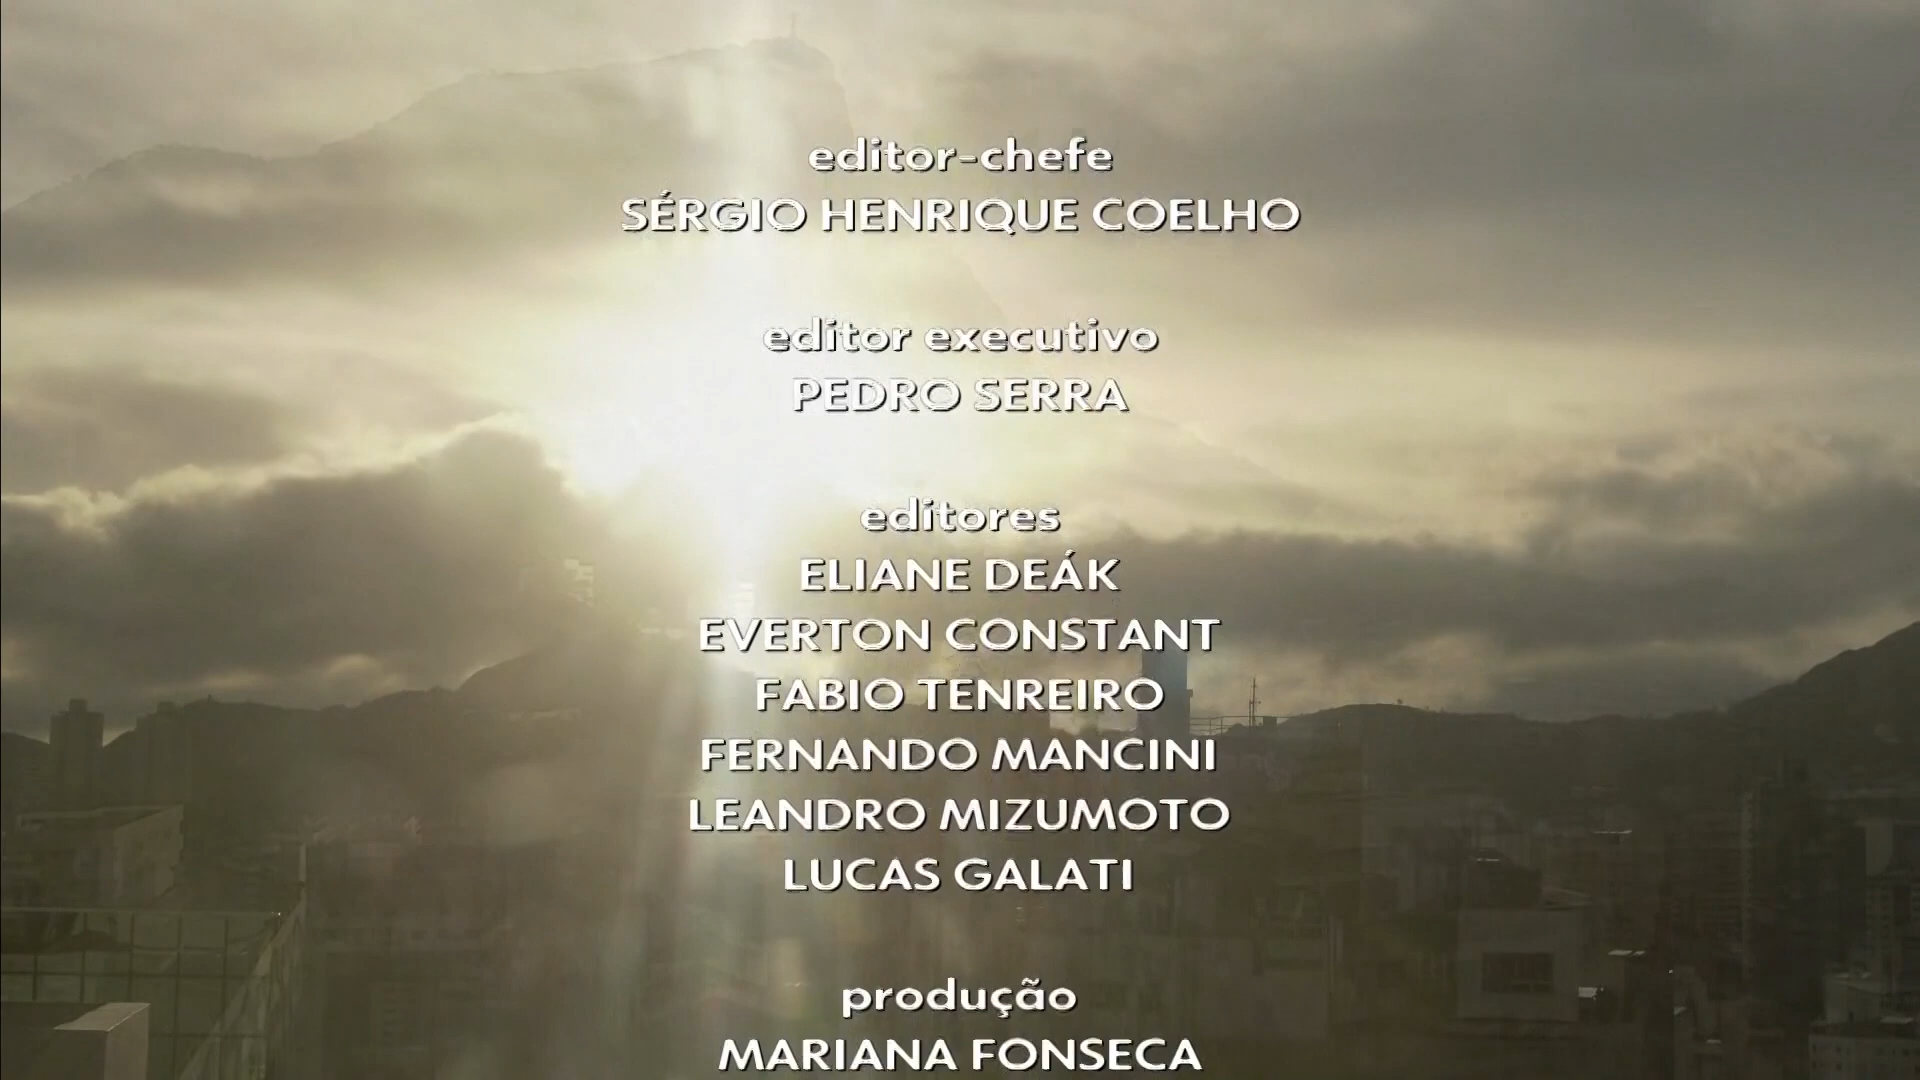 editor-chefe
SÉRGIO HENRIQUE COELHO
editor executivo
PEDRO SERRA
editores
ELIANE DEÁK
EVERTON CONSTANT
FABIO TENREIRO
FERNANDO MANCINI
LEANDRO MIZUMOTO
LUCAS GALATI
produção
MARIANA FONSECA